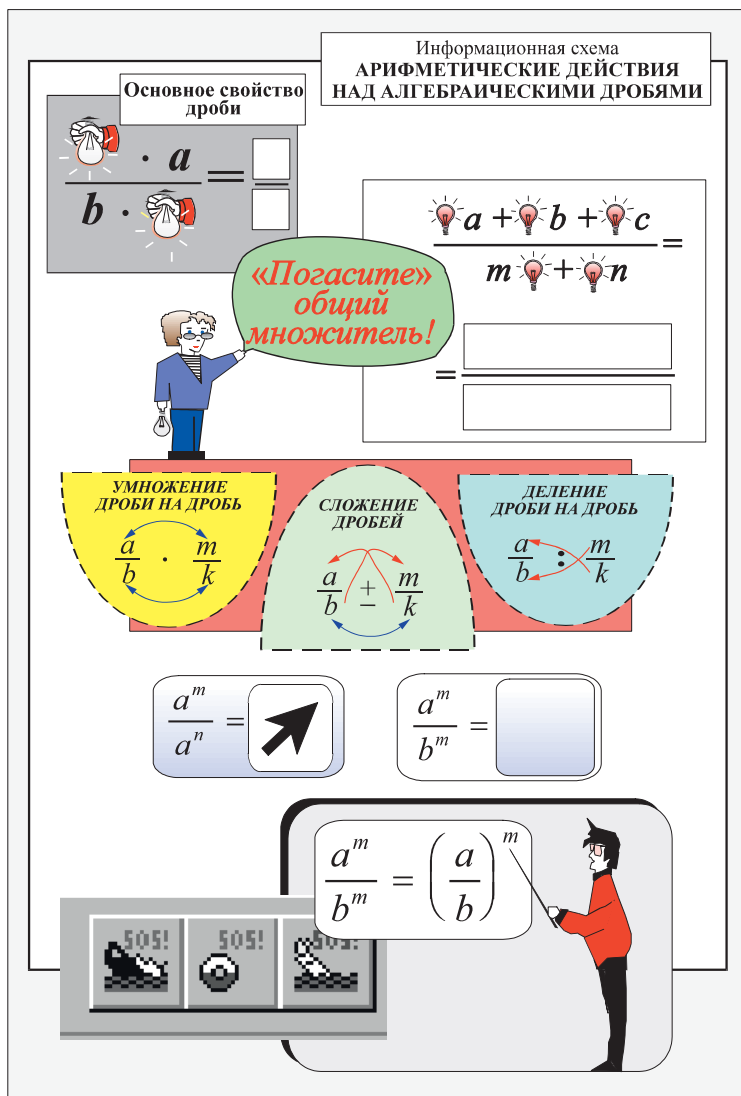 Информационная схема
АРИФМЕТИЧЕСКИЕ ДЕЙСТВИЯ
НАД АЛГЕБРАИЧЕСКИМИ ДРОБЯМИ
Основное свойство
дроби
· a
b ·
=
a + b + c
m + n
=
«Погасите»
общий
множитель!
=
УМНОЖЕНИЕ
ДРОБИ НА ДРОБЬ
a m
b · k
СЛОЖЕНИЕ
ДРОБЕЙ
a + m
b − k
ДЕЛЕНИЕ
ДРОБИ НА ДРОБЬ
a : m
b k
a^m / a^n =
a^m / b^m =
a^m / b^m = (a / b)^m
SOS! SOS! SOS!